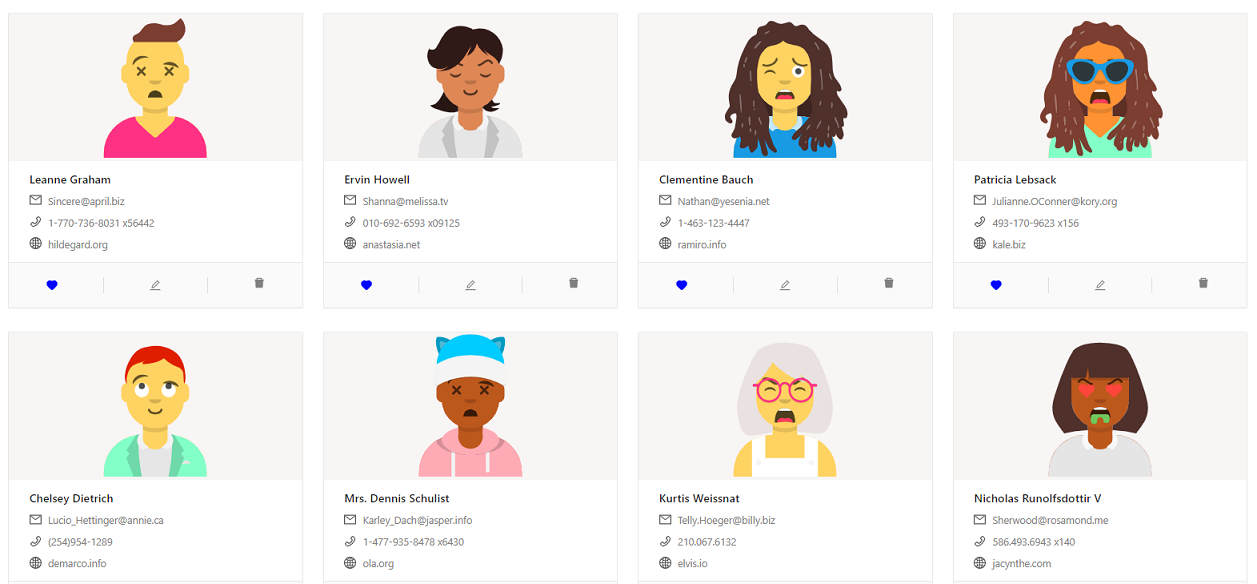 Leanne Graham
Sincere@april.biz
1-770-736-8031 x56442
hildegard.org
Ervin Howell
Shanna@melissa.tv
010-692-6593 x09125
anastasia.net
Clementine Bauch
Nathan@yesenia.net
1-463-123-4447
ramiro.info
Patricia Lebsack
Julianne.OConner@kory.org
493-170-9623 x156
kale.biz
Chelsey Dietrich
Lucio_Hettinger@annie.ca
(254)954-1289
demarco.info
Mrs. Dennis Schulist
Karley_Dach@jasper.info
1-477-935-8478 x6430
ola.org
Kurtis Weissnat
Telly.Hoeger@billy.biz
210.067.6132
elvis.io
Nicholas Runolfsdottir V
Sherwood@rosamond.me
586.493.6943 x140
jacynthe.com